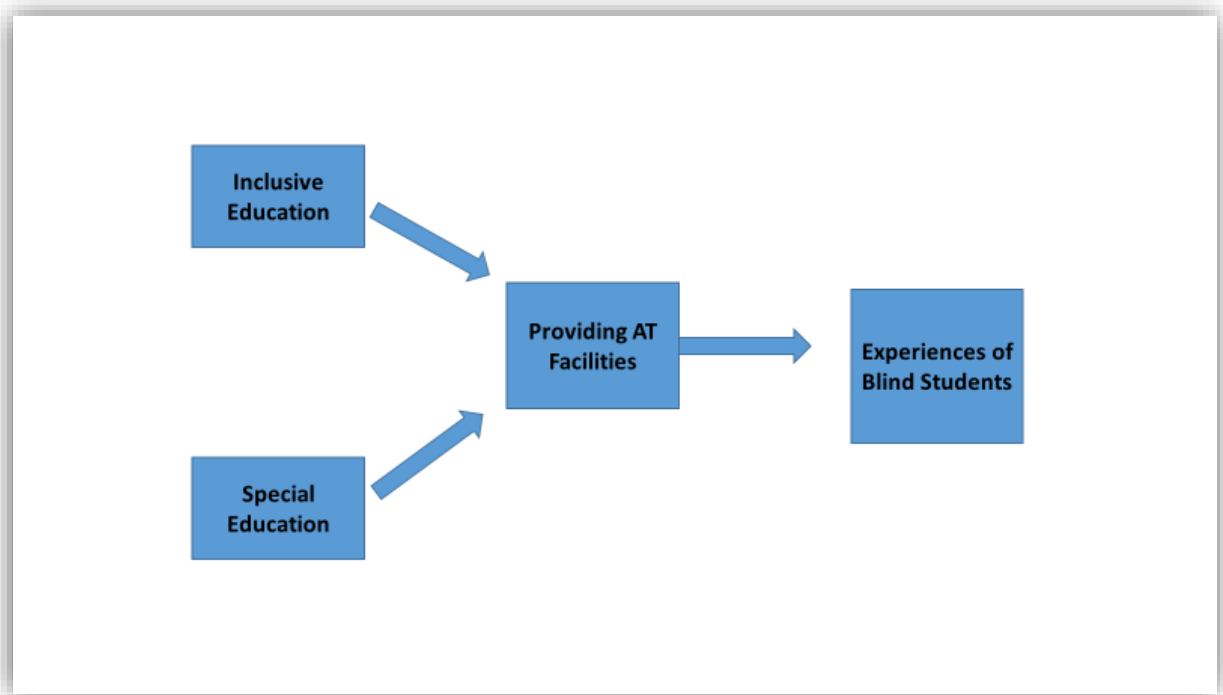 Inclusive
Education
Providing AT
Facilities
Experiences of
Blind Students
Special
Education